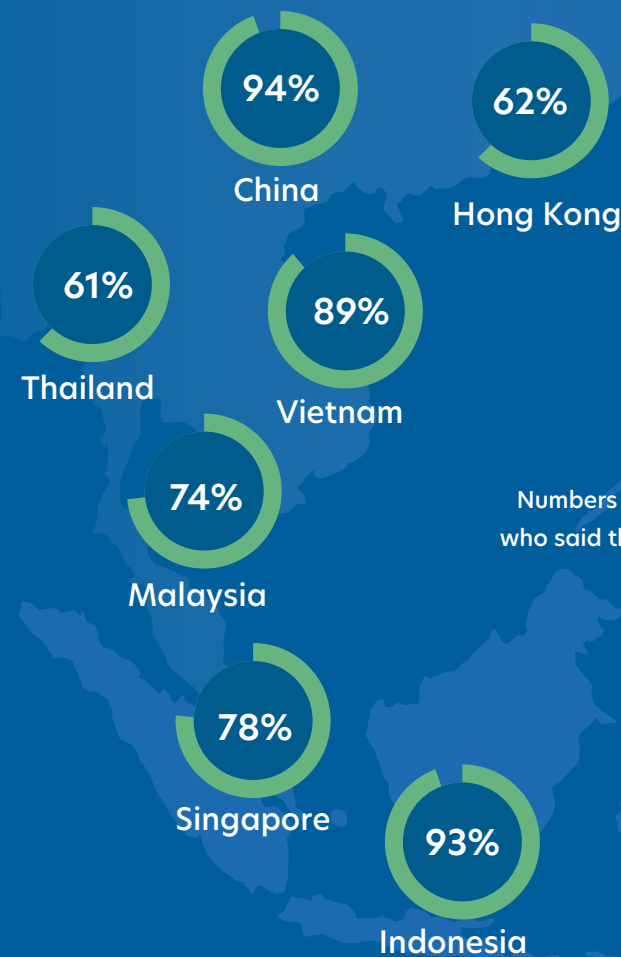 94%
China
62%
Hong Kong
61%
Thailand
89%
Vietnam
74%
Malaysia
Numbers
who said
78%
Singapore
93%
Indonesia